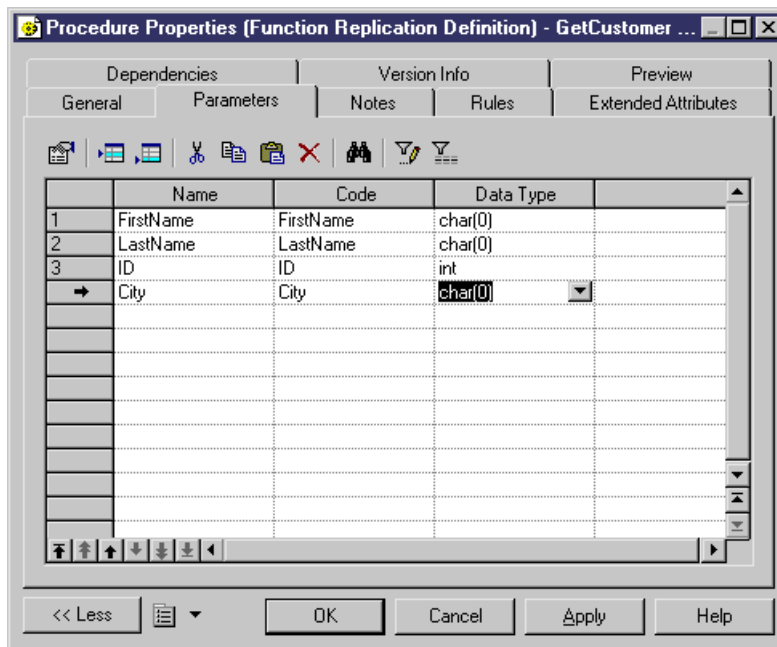 Procedure Properties (Function Replication Definition) - GetCustomer ...
Dependencies Version Info Preview
General Parameters Notes Rules Extended Attributes
Name Code Data Type
1 FirstName FirstName char(0)
2 LastName LastName char(0)
3 ID ID int
City City char(0)
<< Less OK Cancel Apply Help